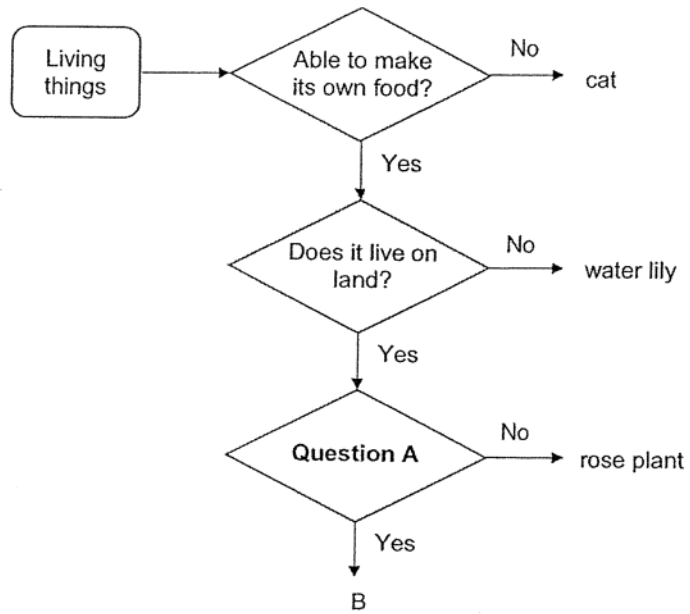 Living
things
Able to make
its own food?
No
cat
Yes
Does it live on
land?
No
water lily
Yes
Question A
No
rose plant
Yes
B